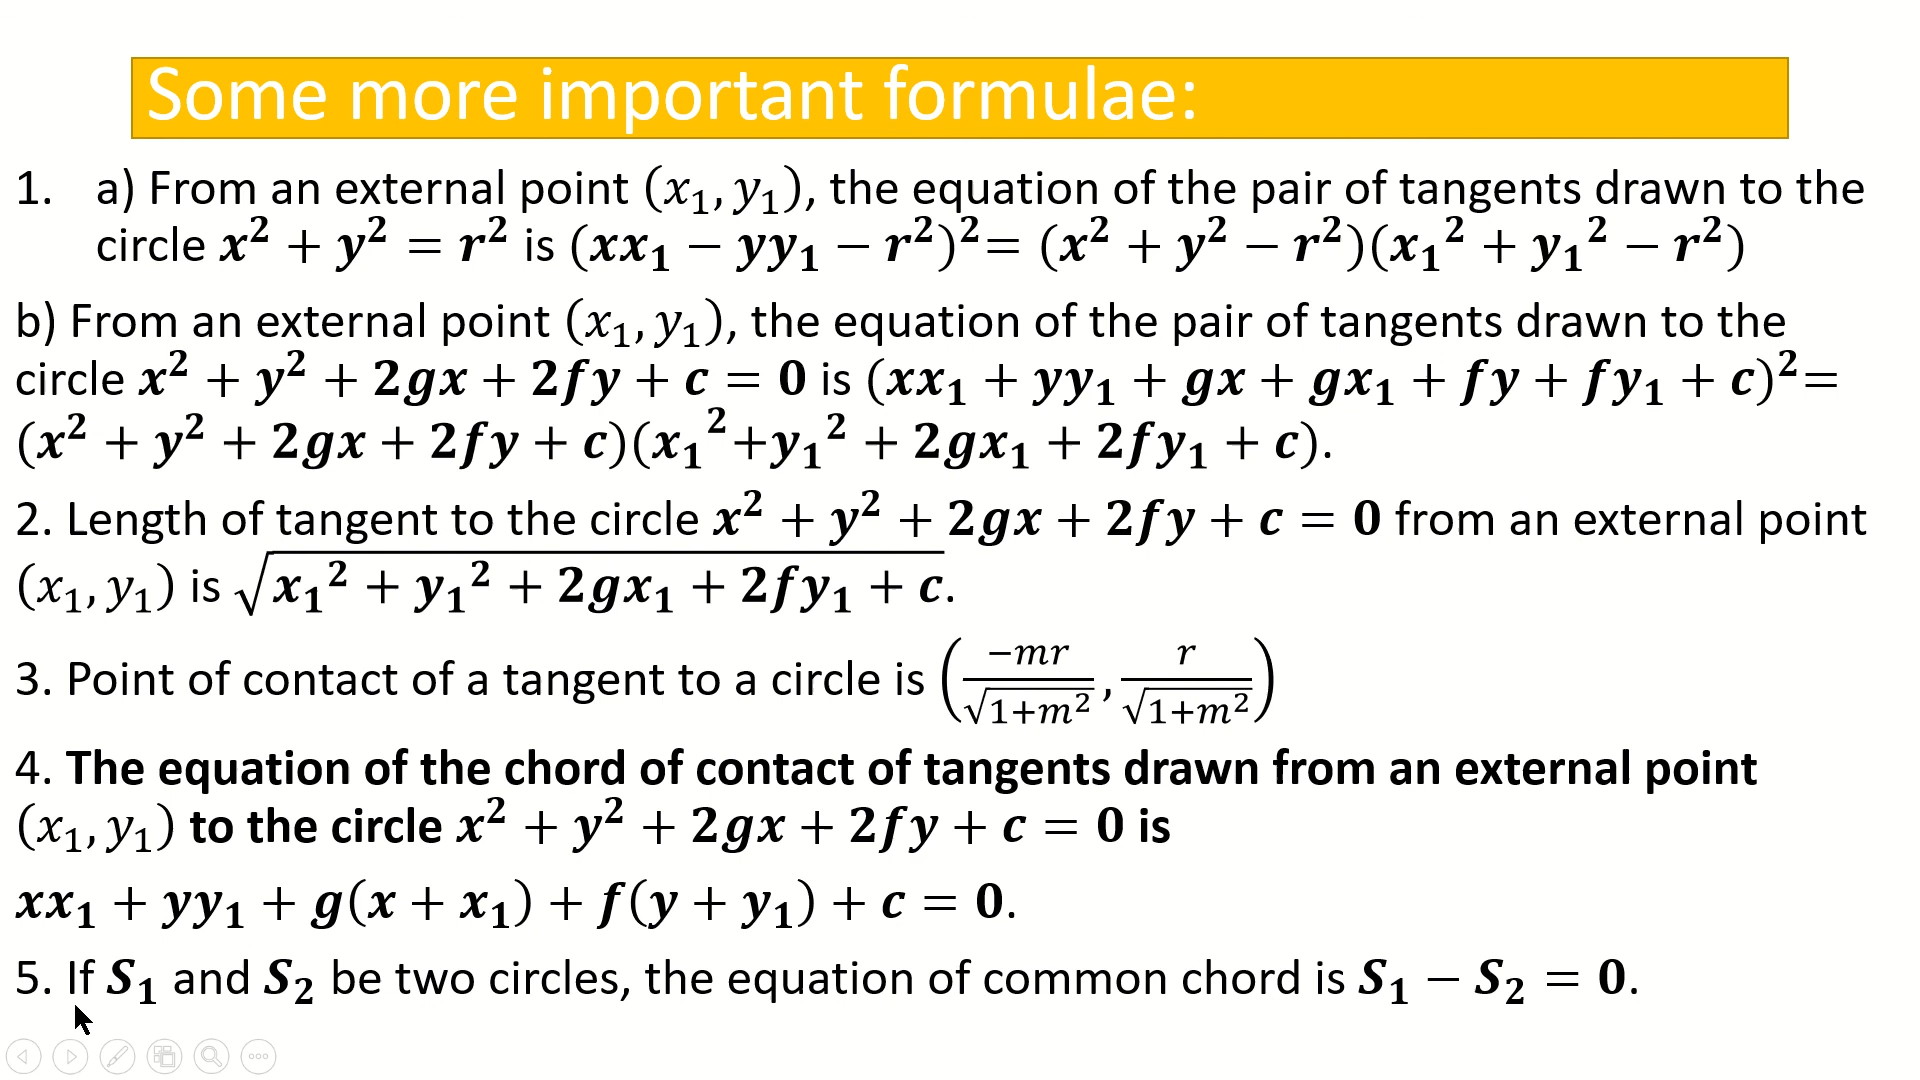 Some more important formulae:
1. a) From an external point (x₁, y₁), the equation of the pair of tangents drawn to the
circle x² + y² = r² is (xx₁ − yy₁ − r²)² = (x² + y² − r²)(x₁² + y₁² − r²)
b) From an external point (x₁, y₁), the equation of the pair of tangents drawn to the
circle x² + y² + 2gx + 2fy + c = 0 is (xx₁ + yy₁ + gx + gx₁ + fy + fy₁ + c)² =
(x² + y² + 2gx + 2fy + c)(x₁² + y₁² + 2gx₁ + 2fy₁ + c).
2. Length of tangent to the circle x² + y² + 2gx + 2fy + c = 0 from an external point
(x₁, y₁) is √(x₁² + y₁² + 2gx₁ + 2fy₁ + c).
3. Point of contact of a tangent to a circle is (−mr/√(1+m²), r/√(1+m²))
4. The equation of the chord of contact of tangents drawn from an external point
(x₁, y₁) to the circle x² + y² + 2gx + 2fy + c = 0 is
xx₁ + yy₁ + g(x + x₁) + f(y + y₁) + c = 0.
5. If S₁ and S₂ be two circles, the equation of common chord is S₁ − S₂ = 0.